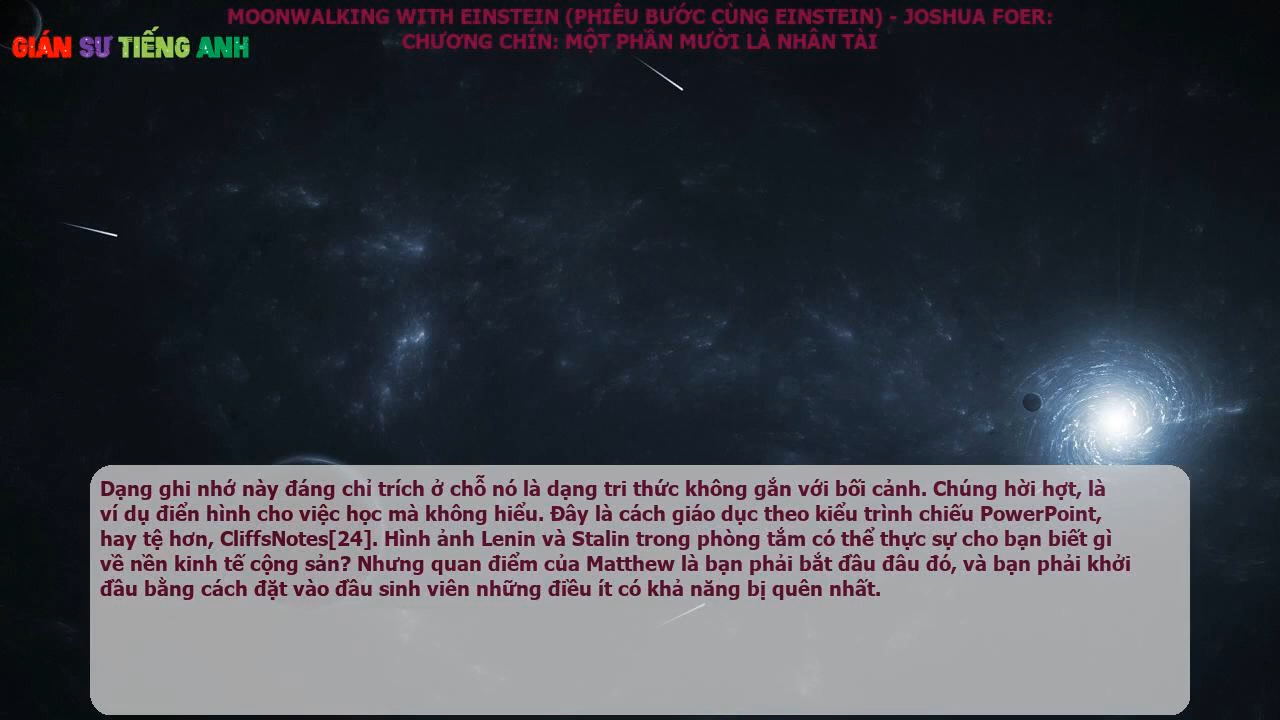 MOONWALKING WITH EINSTEIN (PHIÊU BƯỚC CÙNG EINSTEIN) - JOSHUA FOER:
CHƯƠNG CHÍN: MỘT PHẦN MƯỜI LÀ NHÂN TÀI
GIÁN SƯ TIẾNG ANH
Dạng ghi nhớ này đáng chỉ trích ở chỗ nó là dạng tri thức không gắn với bối cảnh. Chúng hời hợt, là
ví dụ điển hình cho việc học mà không hiểu. Đây là cách giáo dục theo kiểu trình chiếu PowerPoint,
hay tệ hơn, CliffsNotes[24]. Hình ảnh Lenin và Stalin trong phòng tắm có thể thực sự cho bạn biết gì
về nền kinh tế cộng sản? Nhưng quan điểm của Matthew là bạn phải bắt đầu đâu đó, và bạn phải khởi
đầu bằng cách đặt vào đầu sinh viên những điều ít có khả năng bị quên nhất.